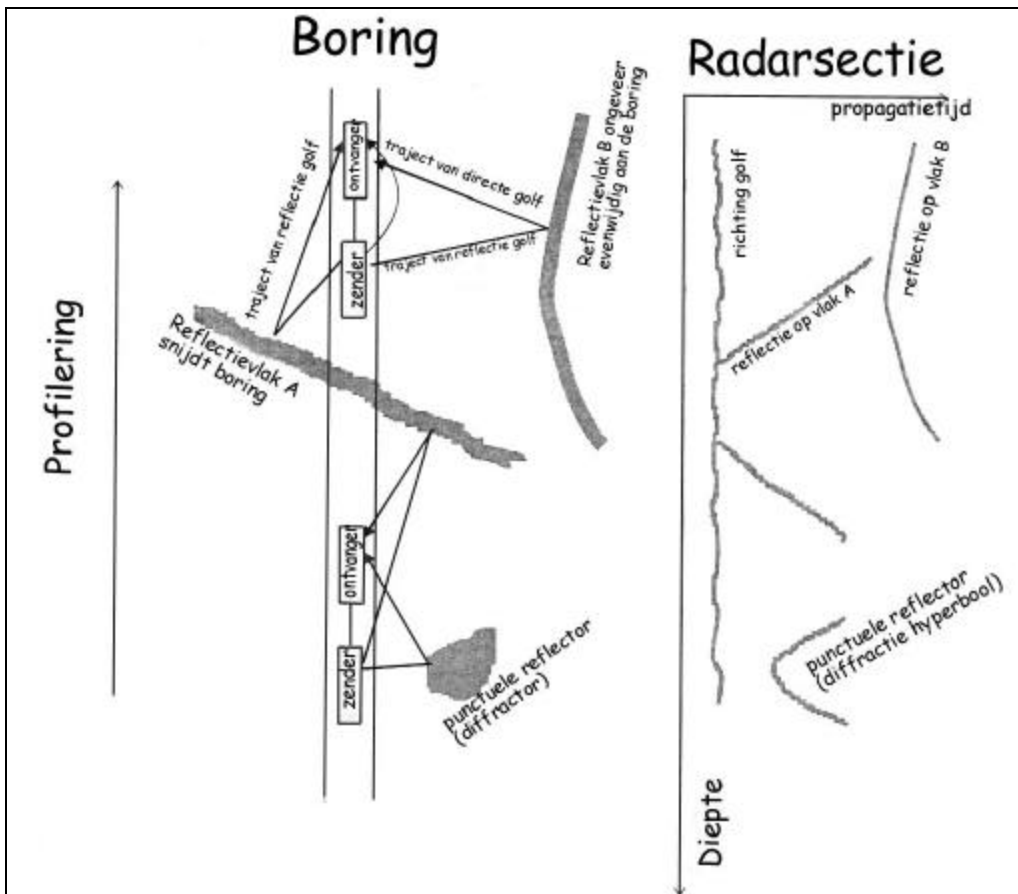 Boring
Profilering
ontvanger
zender
traject van reflectie golf
traject van directe golf
traject van reflectie golf
Reflectievlak B ongeveer
evenwijdig aan de boring
Reflectievlak A
snijdt boring
ontvanger
zender
punctuele reflector
(diffractor)
Radarsectie
propagatietijd
richting golf
reflectie op vlak A
reflectie op vlak B
punctuele reflector
(diffractie hyperbool)
Diepte